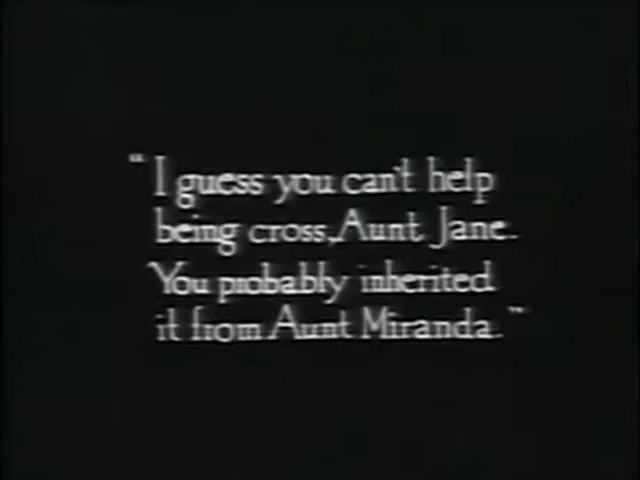 "I guess you can't help
being cross, Aunt Jane.
You probably inherited
it from Aunt Miranda."